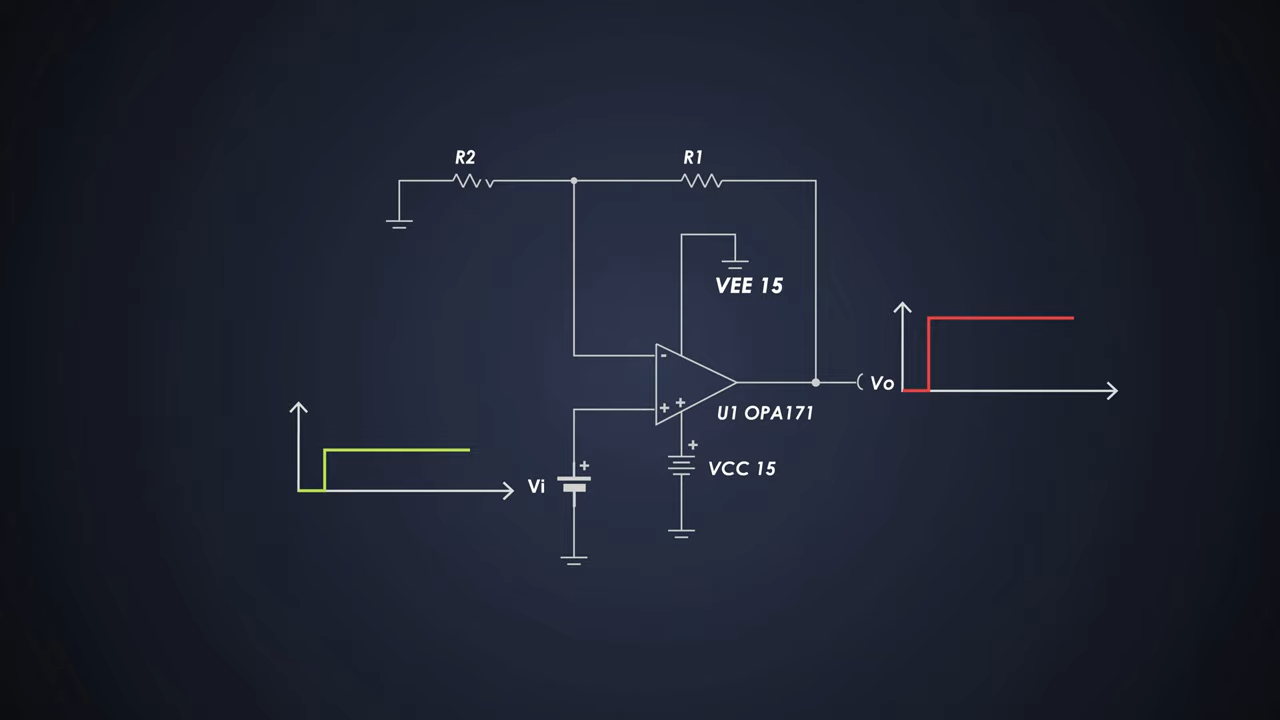 R2
R1
VEE 15
-
+ +
U1 OPA171
Vo
+
VCC 15
+
Vi